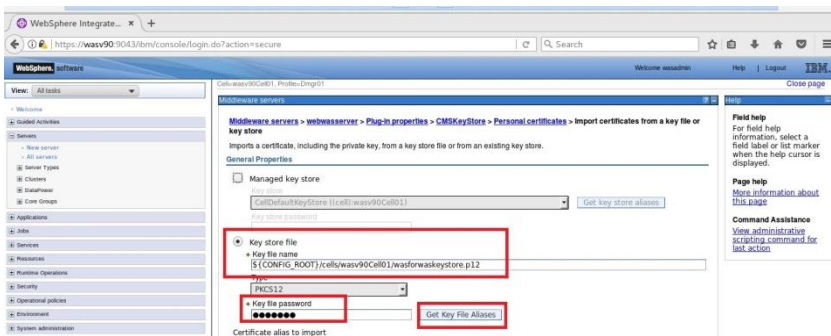 WebSphere Integrate... × +
https://wasv90:9043/ibm/console/login.do?action=secure
Search
WebSphere. software
Welcome wasadmin
Help | Logout
IBM.
Cell=wasv90Cell01, Profile=Dmgr01
Close page
View: All tasks
Welcome
Guided Activities
Servers
New server
All servers
Server Types
Clusters
DataPower
Core Groups
Applications
Jobs
Services
Resources
Runtime Operations
Security
Operational policies
Environment
System administration
Middleware servers
Middleware servers > webwasserver > Plug-in properties > CMSKeyStore > Personal certificates > Import certificates from a key file or
key store
Imports a certificate, including the private key, from a key store file or from an existing key store.
General Properties
Managed key store
Key store
CellDefaultKeyStore ((cell):wasv90Cell01)
Get key store aliases
Key store password
Key store file
* Key file name
${CONFIG_ROOT}/cells/wasv90Cell01/wasforwaskeystore.p12
Type
PKCS12
* Key file password
●●●●●●●
Get Key File Aliases
Certificate alias to import
Help
Field help
For field help
information, select a
field label or list marker
when the help cursor is
displayed.
Page help
More information about
this page
Command Assistance
View administrative
scripting command for
last action